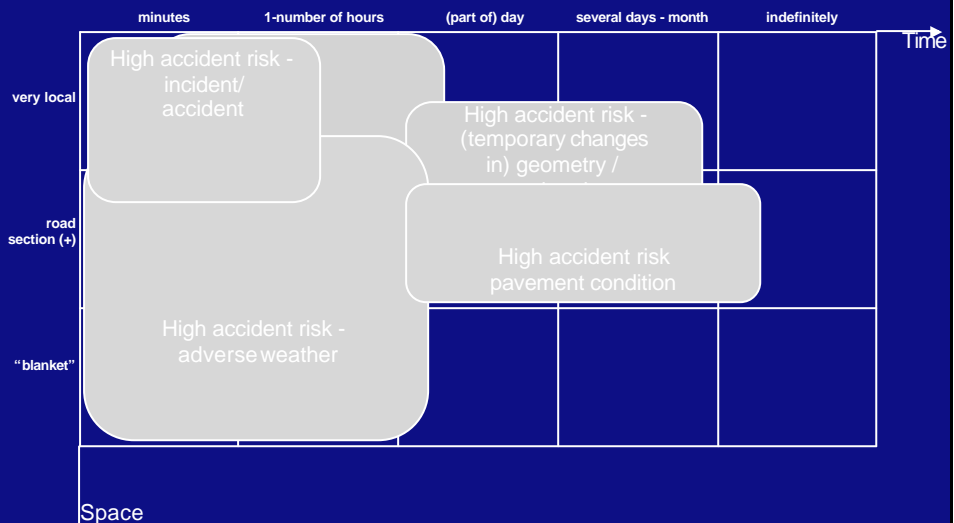 minutes
1-number of hours
(part of) day
several days - month
indefinitely
Time
very local
High accident risk -
incident/
accident
High accident risk -
(temporary changes
in) geometry /
road
section (+)
High accident risk
pavement condition
High accident risk -
adverse weather
“blanket”
Space